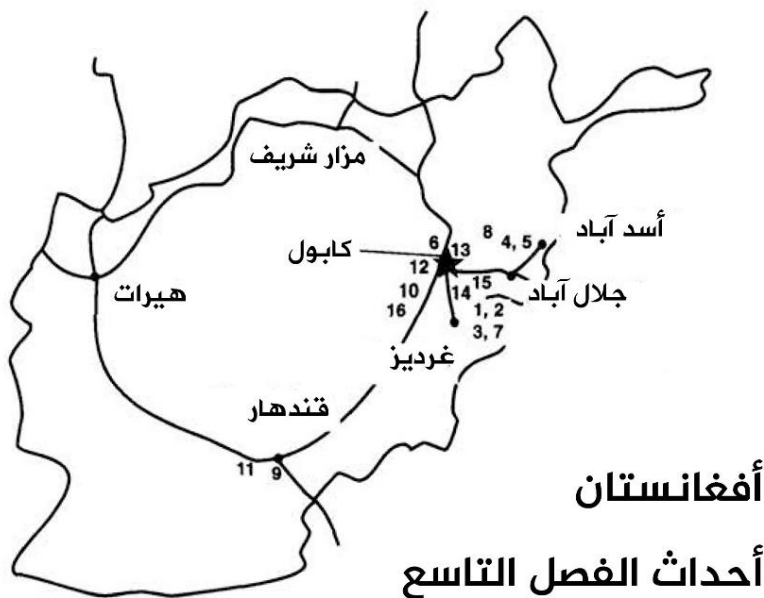 مزار شريف
أسد آباد
8
4, 5
6
13
كابول
12
15
جلال آباد
هيرات
10
14
1, 2
16
3, 7
غرديز
قندهار
11
9
أفغانستان
أحداث الفصل التاسع